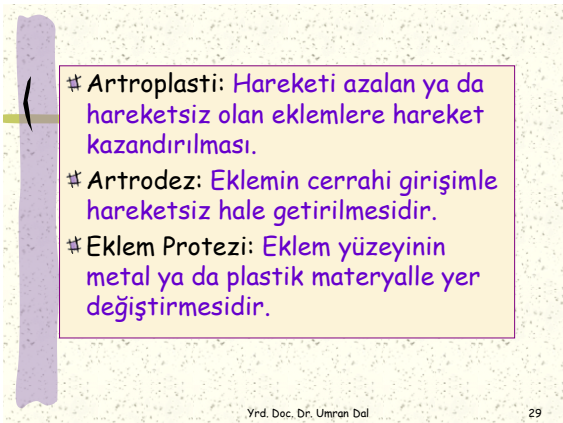 Artroplasti: Hareketi azalan ya da
hareketsiz olan eklemlere hareket
kazandırılması.
Artrodez: Eklemin cerrahi girişimle
hareketsiz hale getirilmesidir.
Eklem Protezi: Eklem yüzeyinin
metal ya da plastik materyalle yer
değiştirmesidir.
Yrd. Doc. Dr. Umran Dal
29